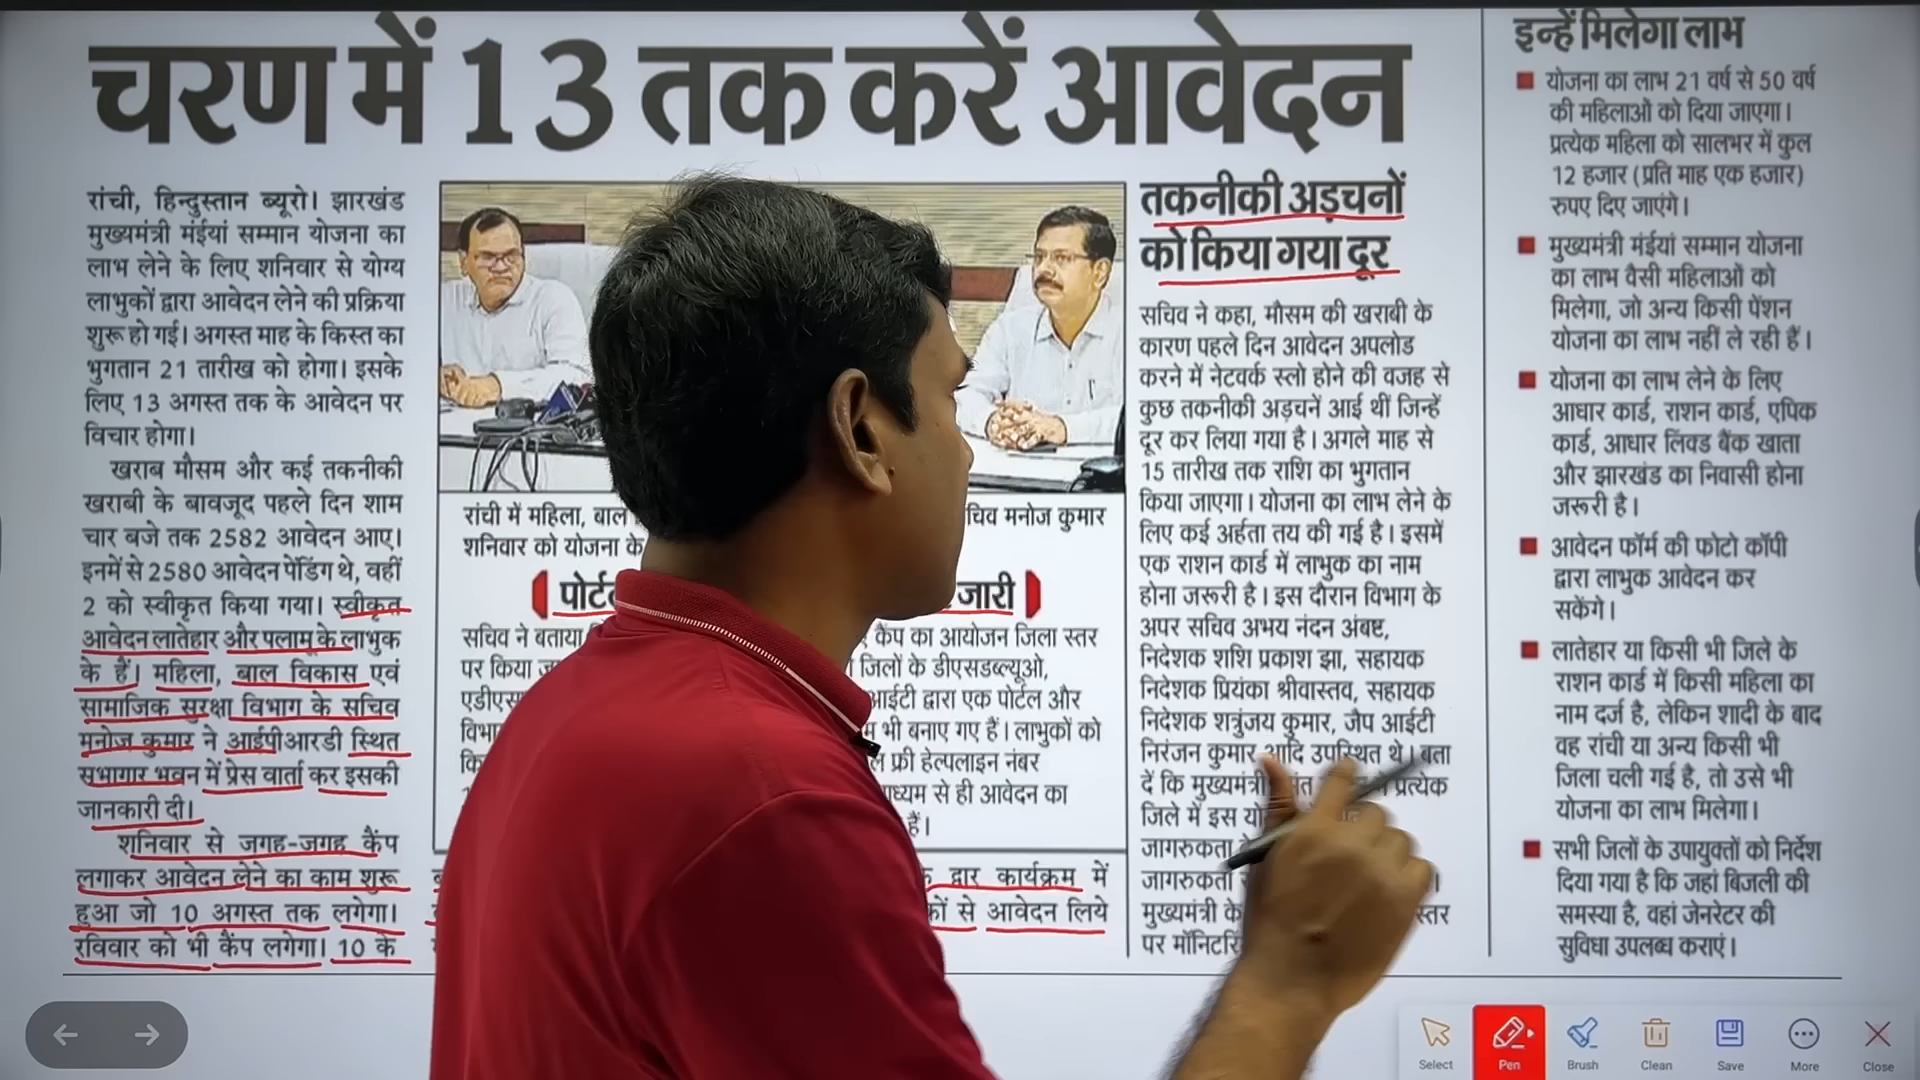 चरण में 13 तक करें आवेदन
रांची, हिन्दुस्तान ब्यूरो। झारखंड
मुख्यमंत्री मंईयां सम्मान योजना का
लाभ लेने के लिए शनिवार से योग्य
लाभुकों द्वारा आवेदन लेने की प्रक्रिया
शुरू हो गई। अगस्त माह के किस्त का
भुगतान 21 तारीख को होगा। इसके
लिए 13 अगस्त तक के आवेदन पर
विचार होगा।
खराब मौसम और कई तकनीकी
खराबी के बावजूद पहले दिन शाम
चार बजे तक 2582 आवेदन आए।
इनमें से 2580 आवेदन पेंडिंग थे, वहीं
2 को स्वीकृत किया गया। स्वीकृत
आवेदन लातेहार और पलामू के लाभुक
के हैं। महिला, बाल विकास एवं
सामाजिक सुरक्षा विभाग के सचिव
मनोज कुमार ने आईपीआरडी स्थित
सभागार भवन में प्रेस वार्ता कर इसकी
जानकारी दी।
शनिवार से जगह-जगह कैंप
लगाकर आवेदन लेने का काम शुरू
हुआ जो 10 अगस्त तक लगेगा।
रविवार को भी कैंप लगेगा। 10 के
रांची में महिला, बाल चिव मनोज कुमार
शनिवार को योजना के
जारी
सचिव ने बताया कैंप का आयोजन जिला स्तर
पर किया जिलों के डीएसडब्ल्यूओ,
आईटी द्वारा एक पोर्टल और
भी बनाए गए हैं। लाभुकों को
फ्री हेल्पलाइन नंबर
से ही आवेदन का
हैं।
द्वार कार्यक्रम में
से आवेदन लिये
तकनीकी अड़चनों
को किया गया दूर
सचिव ने कहा, मौसम की खराबी के
कारण पहले दिन आवेदन अपलोड
करने में नेटवर्क स्लो होने की वजह से
कुछ तकनीकी अड़चनें आई थीं जिन्हें
दूर कर लिया गया है। अगले माह से
15 तारीख तक राशि का भुगतान
किया जाएगा। योजना का लाभ लेने के
लिए कई अर्हता तय की गई है। इसमें
एक राशन कार्ड में लाभुक का नाम
होना जरूरी है। इस दौरान विभाग के
अपर सचिव अभय नंदन अंबष्ट,
निदेशक शशि प्रकाश झा, सहायक
निदेशक प्रियंका श्रीवास्तव, सहायक
निदेशक शत्रुंजय कुमार, जैप आईटी
निरंजन कुमार आदि उपस्थित थे। बता
दें कि मुख्यमंत्री प्रत्येक
जिले में इस
जागरुकता
जागरुकता
मुख्यमंत्री के स्तर
पर
इन्हें मिलेगा लाभ
योजना का लाभ 21 वर्ष से 50 वर्ष
की महिलाओं को दिया जाएगा।
प्रत्येक महिला को सालभर में कुल
12 हजार (प्रति माह एक हजार)
रुपए दिए जाएंगे।
मुख्यमंत्री मंईयां सम्मान योजना
का लाभ वैसी महिलाओं को
मिलेगा, जो अन्य किसी पेंशन
योजना का लाभ नहीं ले रही हैं।
योजना का लाभ लेने के लिए
आधार कार्ड, राशन कार्ड, एपिक
कार्ड, आधार लिंक्ड बैंक खाता
और झारखंड का निवासी होना
जरूरी है।
आवेदन फॉर्म की फोटो कॉपी
द्वारा लाभुक आवेदन कर
सकेंगे।
लातेहार या किसी भी जिले के
राशन कार्ड में किसी महिला का
नाम दर्ज है, लेकिन शादी के बाद
वह रांची या अन्य किसी भी
जिला चली गई है, तो उसे भी
योजना का लाभ मिलेगा।
सभी जिलों के उपायुक्तों को निर्देश
दिया गया है कि जहां बिजली की
समस्या है, वहां जेनरेटर की
सुविधा उपलब्ध कराएं।
Select Pen Brush Clean Save More Close